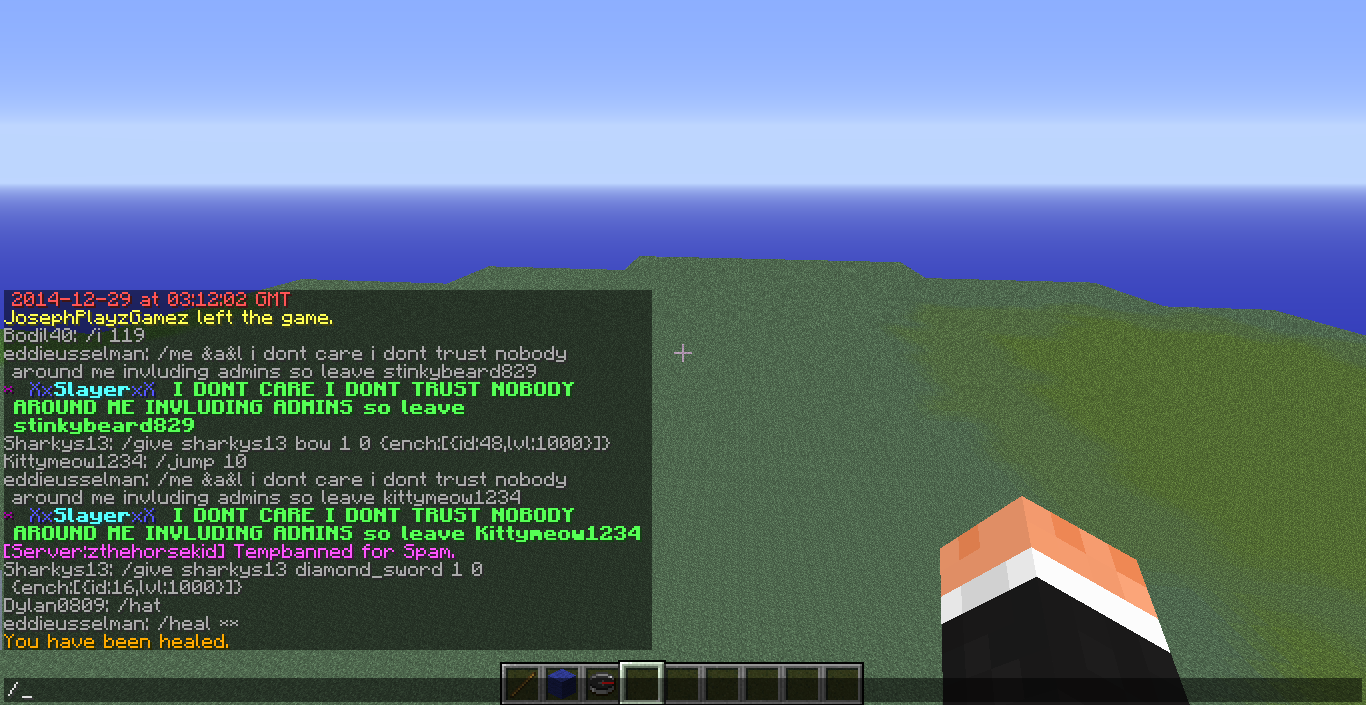 2014-12-29 at 03:12:02 GMT
JosephPlayzGamez left the game.
Bodil40: /i 119
eddieusselman: /me &a&l i dont care i dont trust nobody
around me invluding admins so leave stinkybeard829
* XxSlayerxX I DONT CARE I DONT TRUST NOBODY
AROUND ME INVLUDING ADMINS so leave
stinkybeard829
Sharkys13: /give sharkys13 bow 1 0 {ench:[{id:48,lvl:1000}]}
Kittymeow1234: /jump 10
eddieusselman: /me &a&l i dont care i dont trust nobody
around me invluding admins so leave kittymeow1234
* XxSlayerxX I DONT CARE I DONT TRUST NOBODY
AROUND ME INVLUDING ADMINS so leave Kittymeow1234
[Server:zthehorsekid] Tempbanned for Spam.
Sharkys13: /give sharkys13 diamond_sword 1 0
{ench:[{id:16,lvl:1000}]}
Dylan0809: /hat
eddieusselman: /heal **
You have been healed.
/_